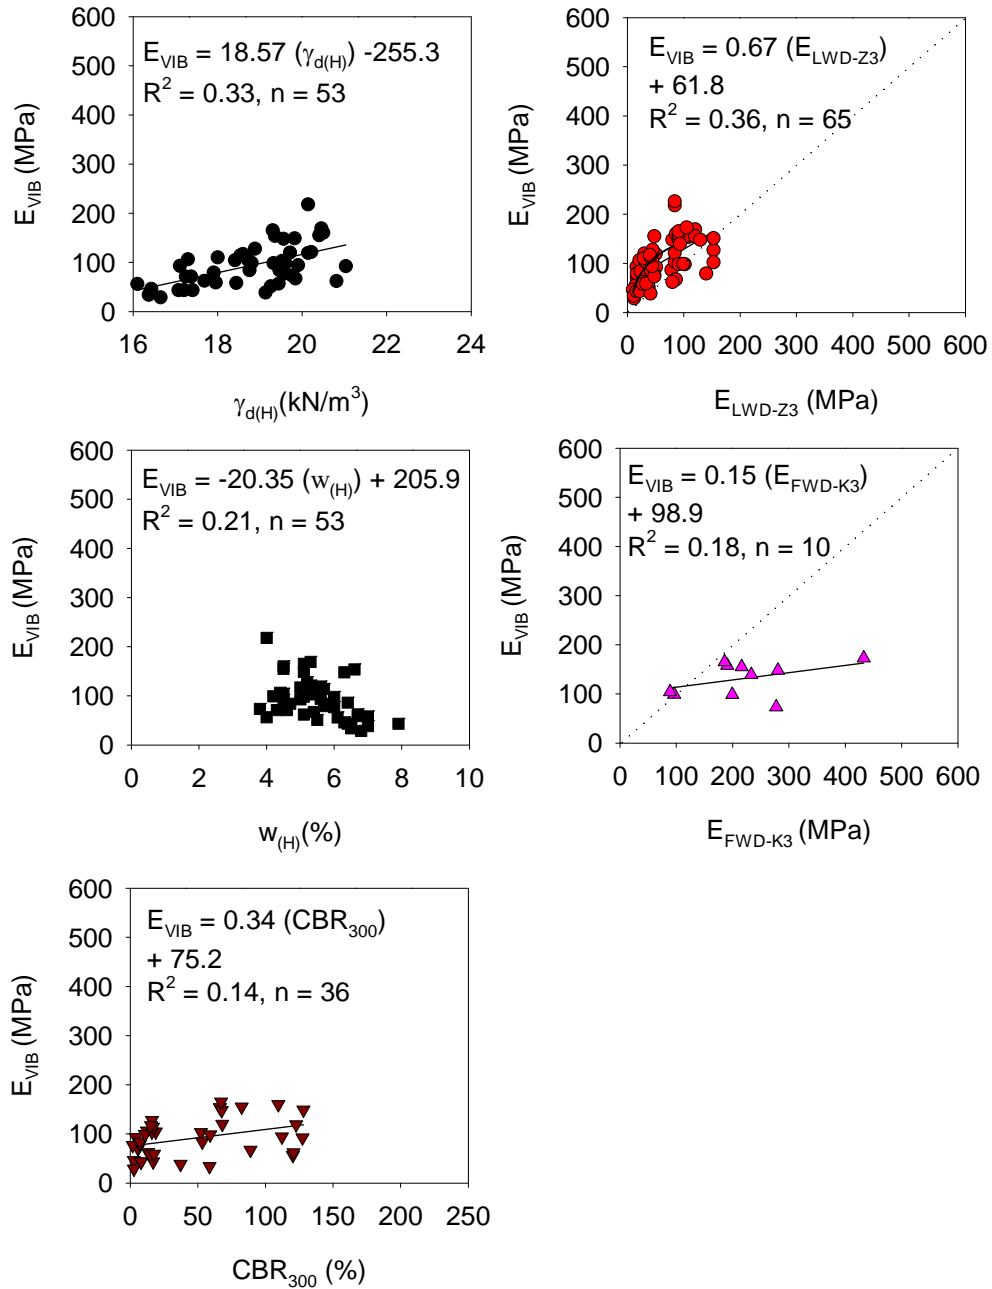 E_VIB = 18.57 (γ_d(H)) -255.3
R² = 0.33, n = 53
600
500
400
300
200
100
0
E_VIB (MPa)
16 18 20 22 24
γ_d(H)(kN/m³)
E_VIB = 0.67 (E_LWD-Z3)
+ 61.8
R² = 0.36, n = 65
600
500
400
300
200
100
0
E_VIB (MPa)
0 100 200 300 400 500 600
E_LWD-Z3 (MPa)
E_VIB = -20.35 (w_(H)) + 205.9
R² = 0.21, n = 53
600
500
400
300
200
100
0
E_VIB (MPa)
0 2 4 6 8 10
w_(H)(%)
E_VIB = 0.15 (E_FWD-K3)
+ 98.9
R² = 0.18, n = 10
600
500
400
300
200
100
0
E_VIB (MPa)
0 100 200 300 400 500 600
E_FWD-K3 (MPa)
E_VIB = 0.34 (CBR_300)
+ 75.2
R² = 0.14, n = 36
600
500
400
300
200
100
0
E_VIB (MPa)
0 50 100 150 200 250
CBR_300 (%)